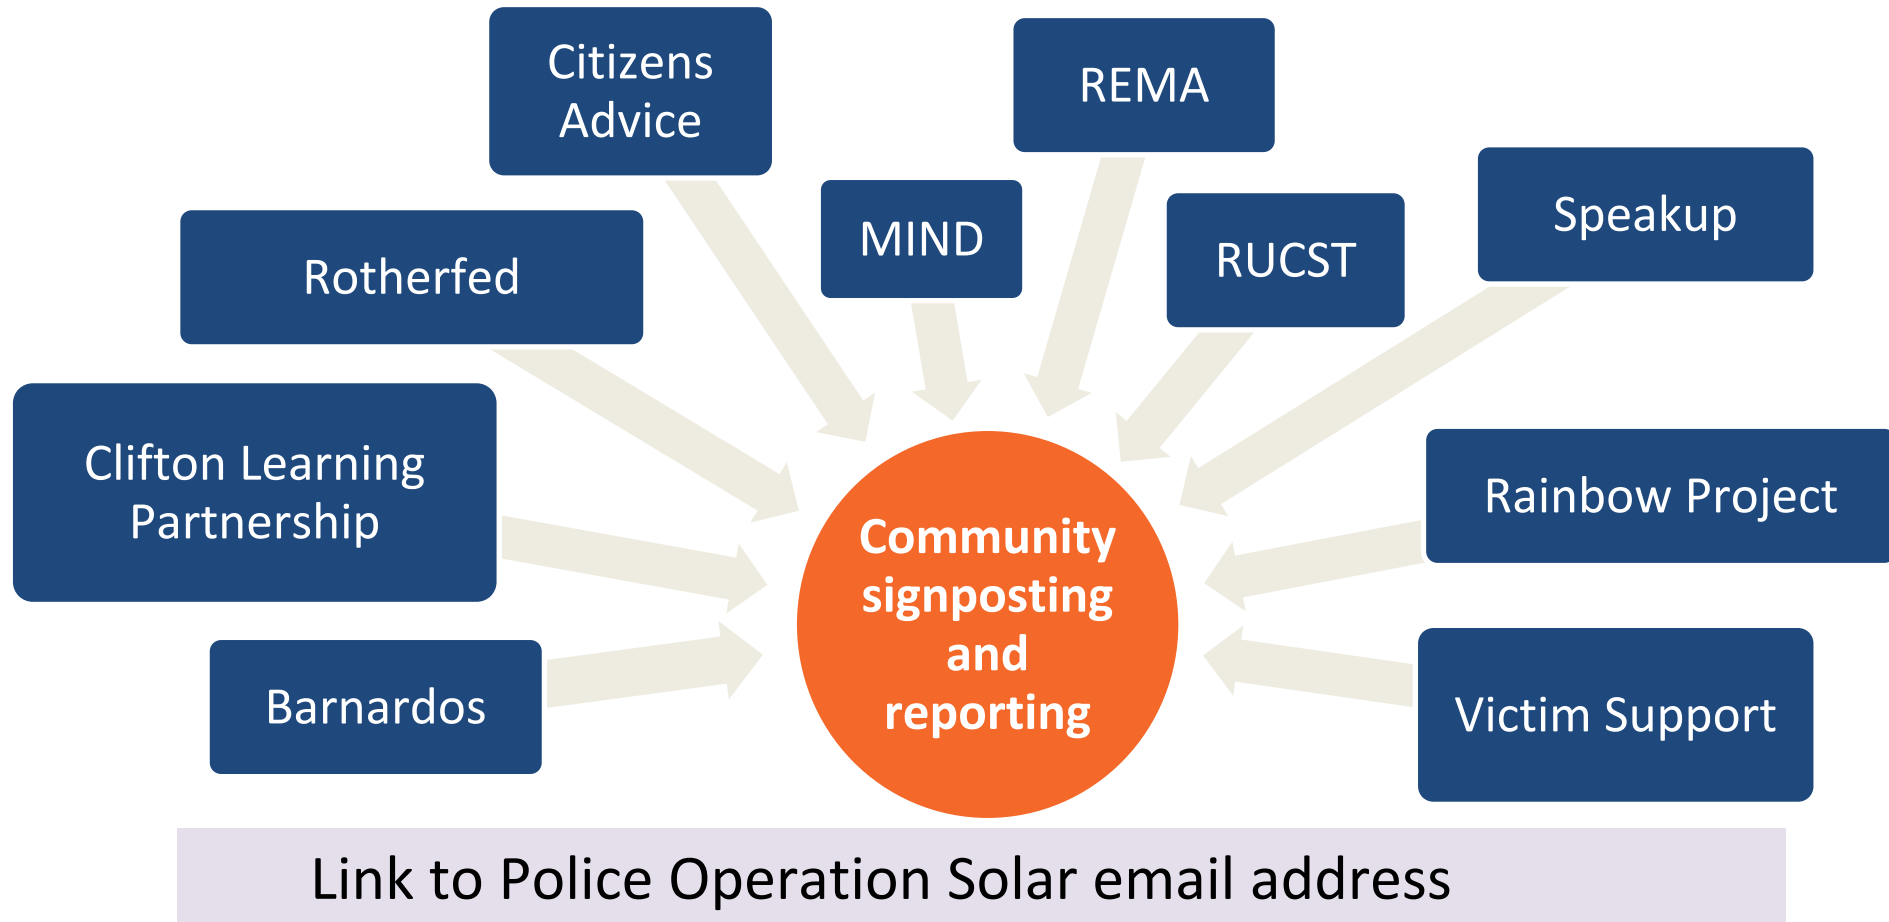 Citizens
Advice
REMA
MIND
RUCST
Speakup
Rotherfed
Clifton Learning
Partnership
Rainbow Project
Barnardos
Victim Support
Community
signposting
and
reporting
Link to Police Operation Solar email address